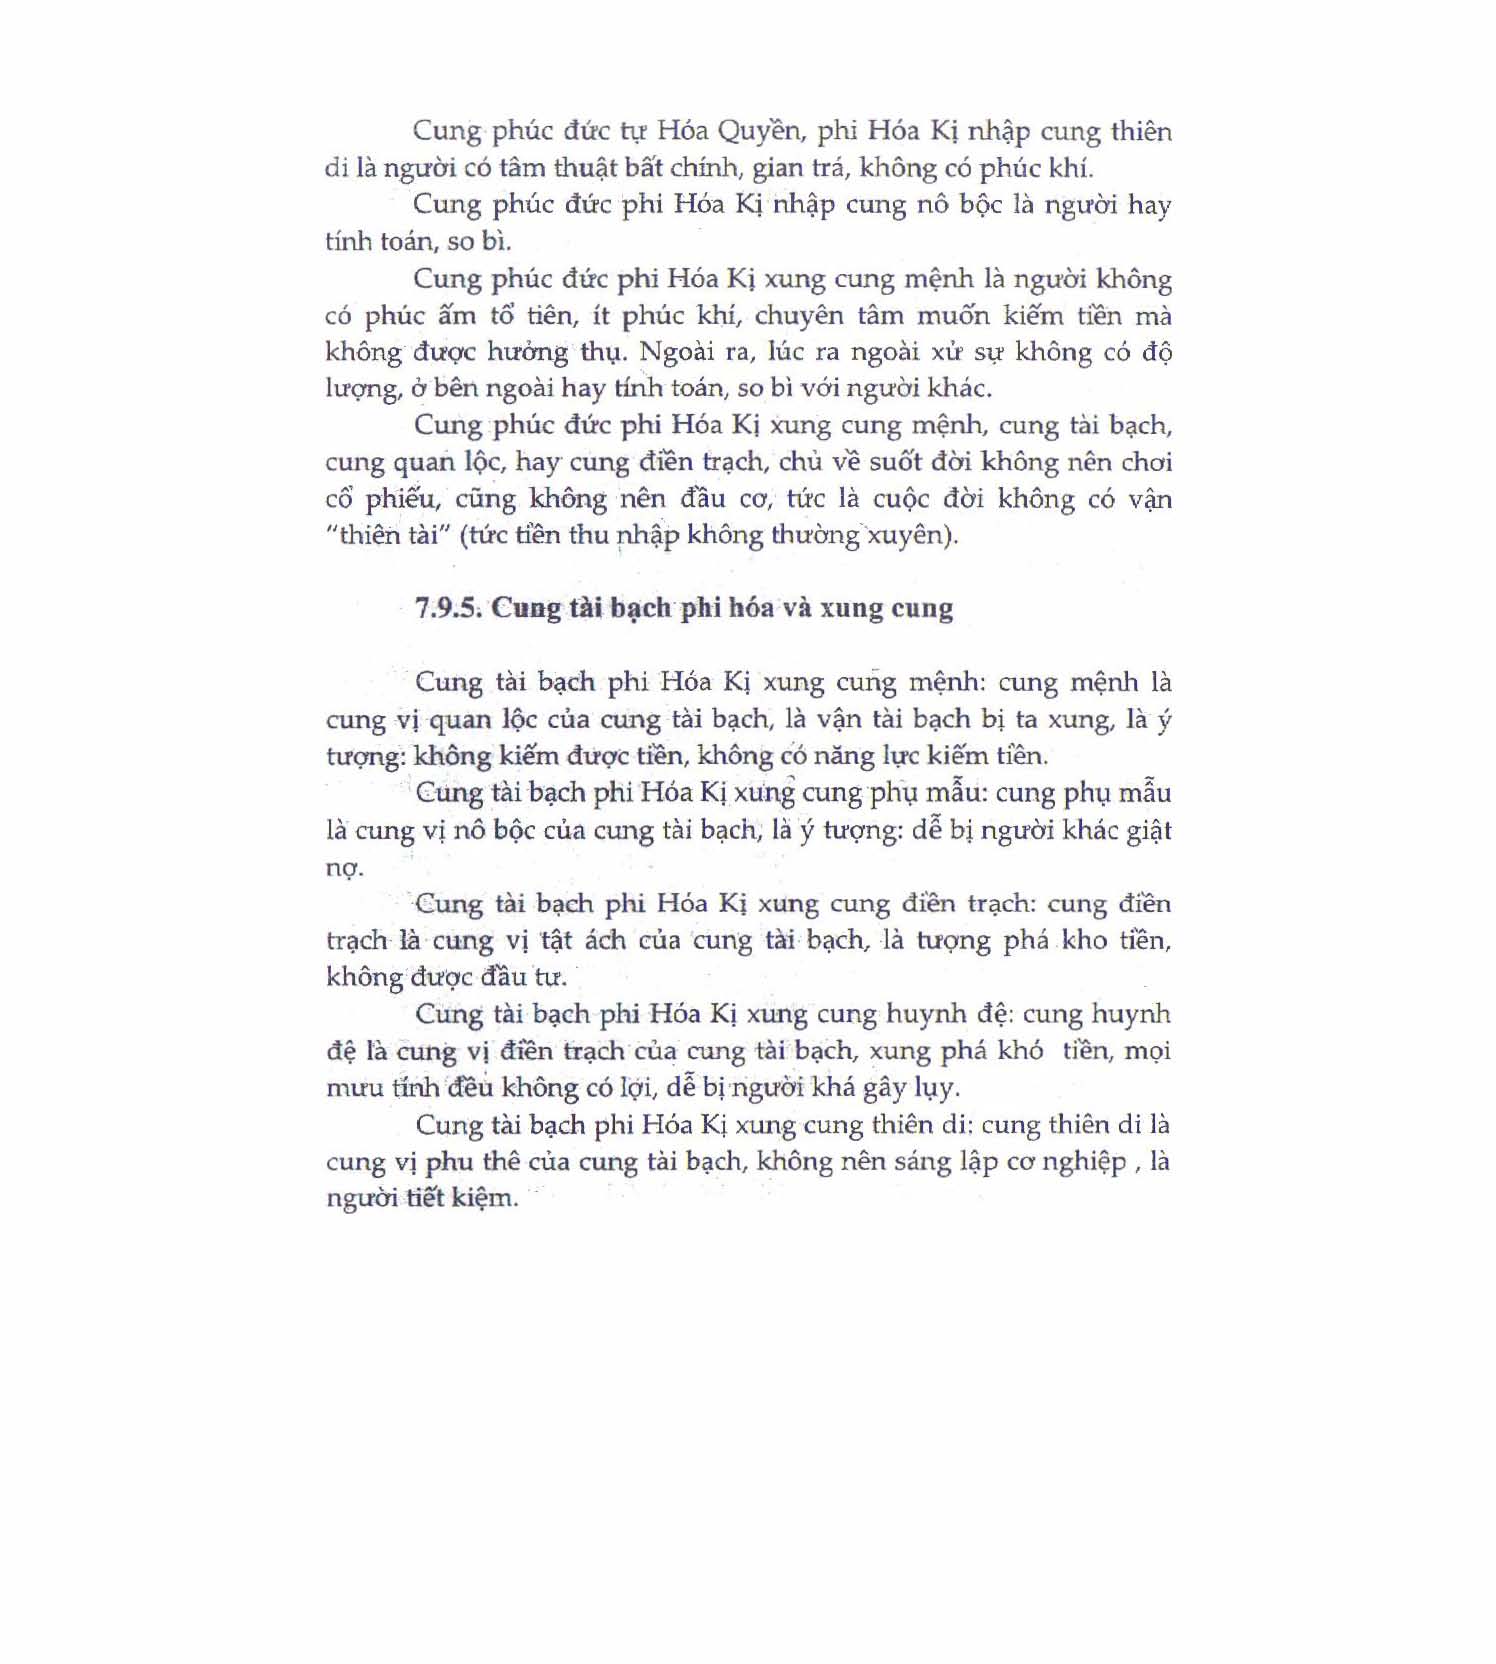 Cung phúc đức tự Hóa Quyền, phi Hóa Kị nhập cung thiên
di là người có tâm thuật bất chính, gian trá, không có phúc khí.
Cung phúc đức phi Hóa Kị nhập cung nô bộc là người hay
tính toán, so bì.
Cung phúc đức phi Hóa Kị xung cung mệnh là người không
có phúc ấm tổ tiên, ít phúc khí, chuyên tâm muốn kiếm tiền mà
không được hưởng thụ. Ngoài ra, lúc ra ngoài xử sự không có độ
lượng, ở bên ngoài hay tính toán, so bì với người khác.
Cung phúc đức phi Hóa Kị xung cung mệnh, cung tài bạch,
cung quan lộc, hay cung điền trạch, chủ về suốt đời không nên chơi
cổ phiếu, cũng không nên đầu cơ, tức là cuộc đời không có vận
"thiên tài" (tức tiền thu nhập không thường xuyên).
7.9.5. Cung tài bạch phi hóa và xung cung
Cung tài bạch phi Hóa Kị xung cung mệnh: cung mệnh là
cung vị quan lộc của cung tài bạch, là vận tài bạch bị ta xung, là ý
tượng: không kiếm được tiền, không có năng lực kiếm tiền.
Cung tài bạch phi Hóa Kị xung cung phụ mẫu: cung phụ mẫu
là cung vị nô bộc của cung tài bạch, là ý tượng: dễ bị người khác giật
nợ.
Cung tài bạch phi Hóa Kị xung cung điền trạch: cung điền
trạch là cung vị tật ách của cung tài bạch, là tượng phá kho tiền,
không được đầu tư.
Cung tài bạch phi Hóa Kị xung cung huynh đệ: cung huynh
đệ là cung vị điền trạch của cung tài bạch, xung phá khó tiền, mọi
mưu tính đều không có lợi, dễ bị người khá gây lụy.
Cung tài bạch phi Hóa Kị xung cung thiên di: cung thiên di là
cung vị phu thê của cung tài bạch, không nên sáng lập cơ nghiệp , là
người tiết kiệm.